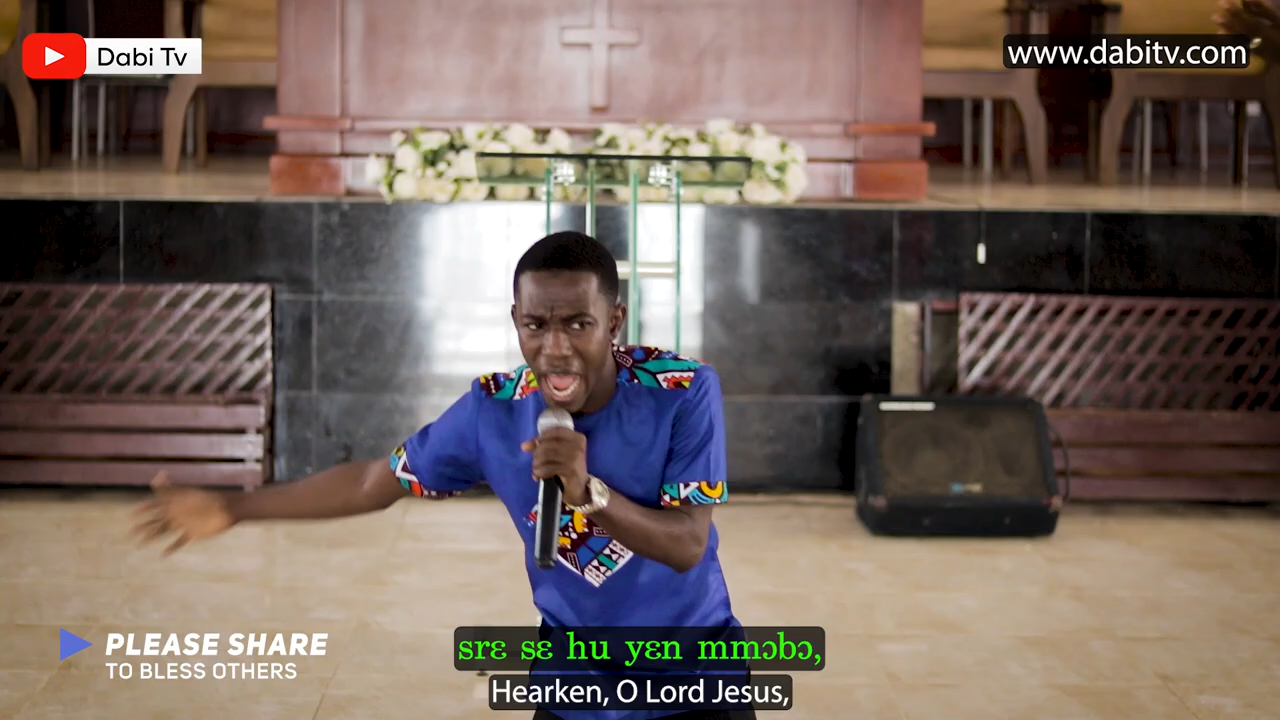 Dabi Tv
www.dabitv.com
PLEASE SHARE
TO BLESS OTHERS
srɛ sɛ hu yɛn mmɔbɔ,
Hearken, O Lord Jesus,